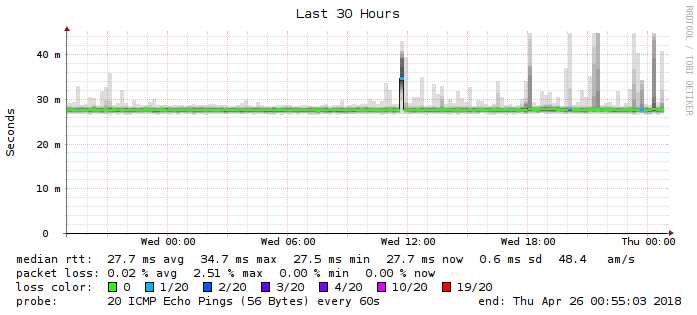 Last 30 Hours
RRDTOOL / TOBI OETIKER
Seconds
40 m
30 m
20 m
10 m
0
Wed 00:00 Wed 06:00 Wed 12:00 Wed 18:00 Thu 00:00
median rtt: 27.7 ms avg 34.7 ms max 27.5 ms min 27.7 ms now 0.6 ms sd 48.4 am/s
packet loss: 0.02 % avg 2.51 % max 0.00 % min 0.00 % now
loss color: 0 1/20 2/20 3/20 4/20 10/20 19/20
probe: 20 ICMP Echo Pings (56 Bytes) every 60s end: Thu Apr 26 00:55:03 2018